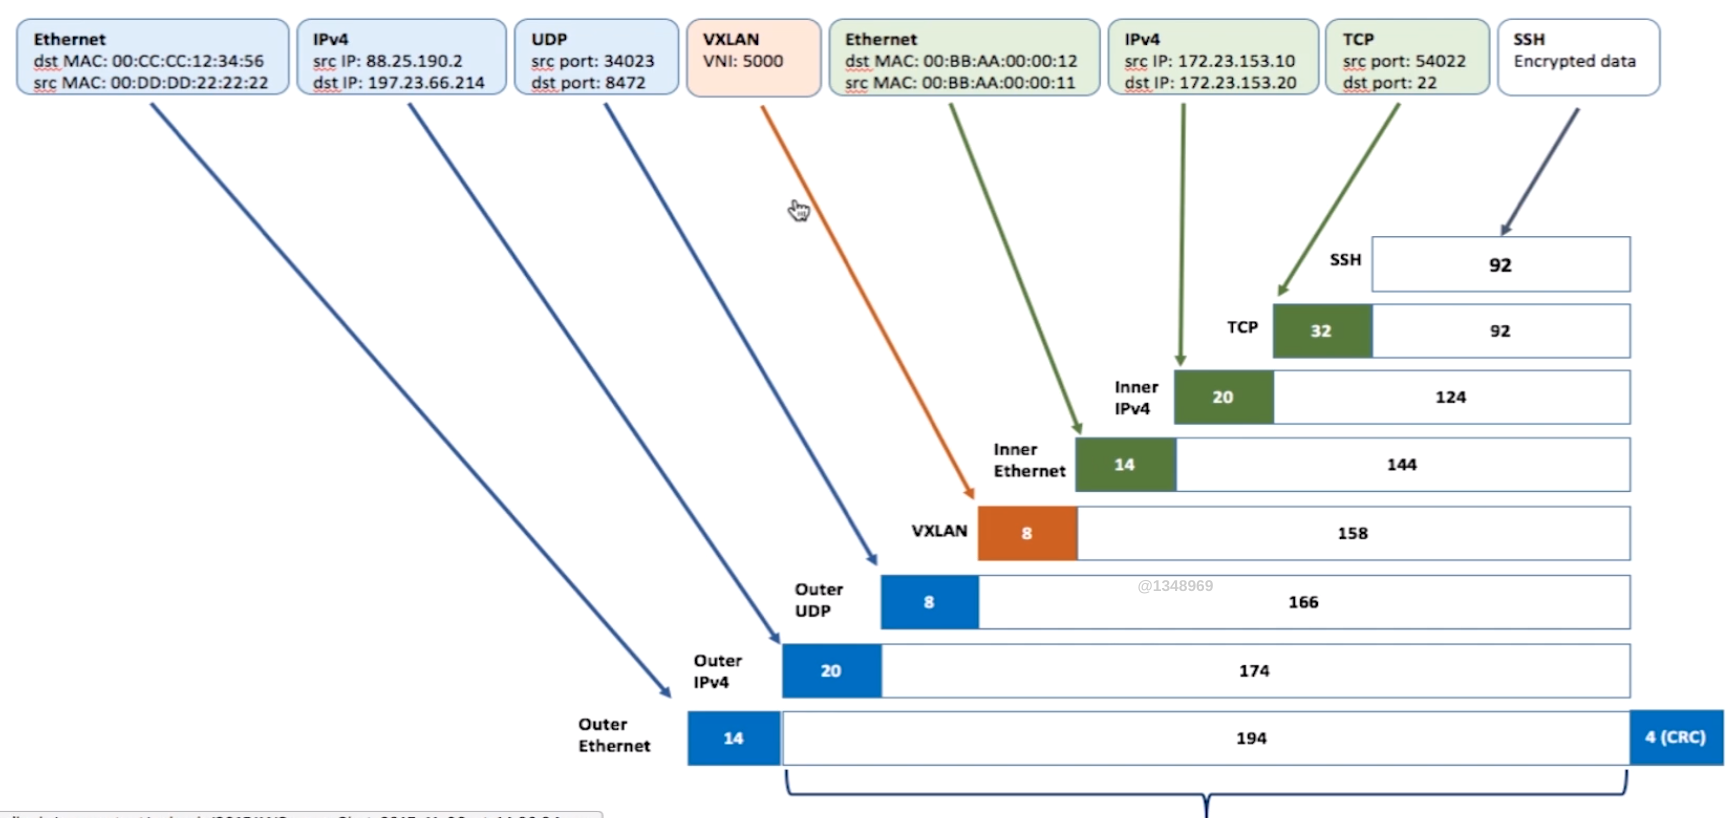 Ethernet
dst MAC: 00:CC:CC:12:34:56
src MAC: 00:DD:DD:22:22:22
IPv4
src IP: 88.25.190.2
dst IP: 197.23.66.214
UDP
src port: 34023
dst port: 8472
VXLAN
VNI: 5000
Ethernet
dst MAC: 00:BB:AA:00:00:12
src MAC: 00:BB:AA:00:00:11
IPv4
src IP: 172.23.153.10
dst IP: 172.23.153.20
TCP
src port: 54022
dst port: 22
SSH
Encrypted data
SSH
92
TCP
32
92
Inner
IPv4
20
124
Inner
Ethernet
14
144
VXLAN
8
158
@1348969
Outer
UDP
8
166
Outer
IPv4
20
174
Outer
Ethernet
14
194
4 (CRC)